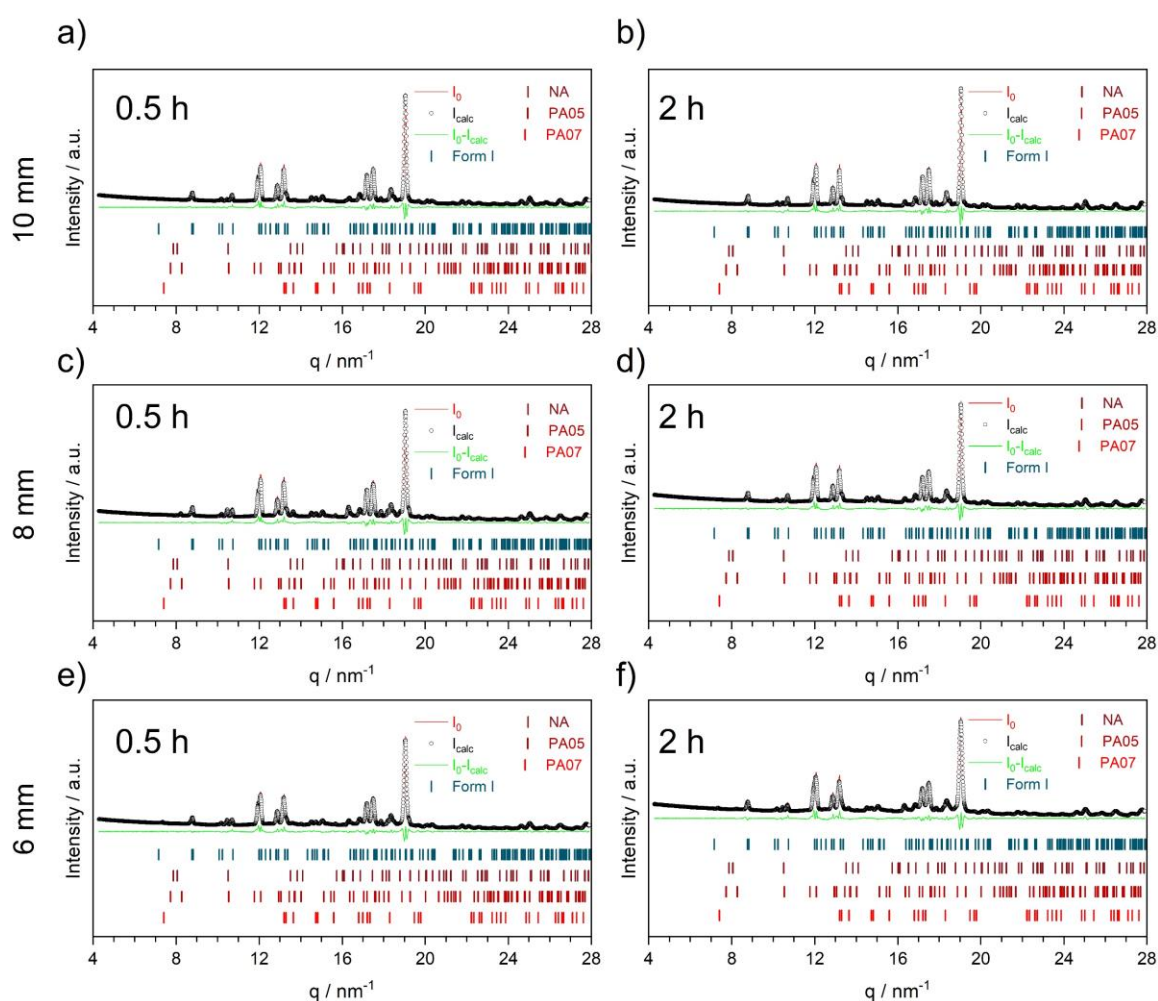 a)
b)
10 mm
0.5 h
I0
Icalc
I0-Icalc
Form I
NA
PA05
PA07
Intensity / a.u.
4 8 12 16 20 24 28
q / nm-1
2 h
I0
Icalc
I0-Icalc
Form I
NA
PA05
PA07
Intensity / a.u.
4 8 12 16 20 24 28
q / nm-1
c)
d)
8 mm
0.5 h
I0
Icalc
I0-Icalc
Form I
NA
PA05
PA07
Intensity / a.u.
4 8 12 16 20 24 28
q / nm-1
2 h
I0
Icalc
I0-Icalc
Form I
NA
PA05
PA07
Intensity / a.u.
4 8 12 16 20 24 28
q / nm-1
e)
f)
6 mm
0.5 h
I0
Icalc
I0-Icalc
Form I
NA
PA05
PA07
Intensity / a.u.
4 8 12 16 20 24 28
q / nm-1
2 h
I0
Icalc
I0-Icalc
Form I
NA
PA05
PA07
Intensity / a.u.
4 8 12 16 20 24 28
q / nm-1